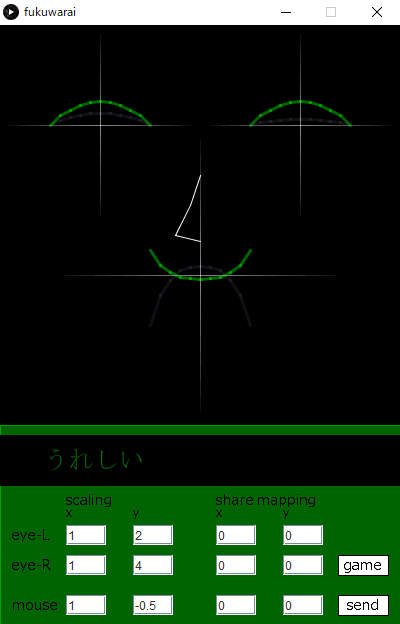 fukuwarai
うれしい
scaling share mapping
x y x y
eye-L 1 2 0 0
eye-R 1 4 0 0 game
mouse 1 -0.5 0 0 send